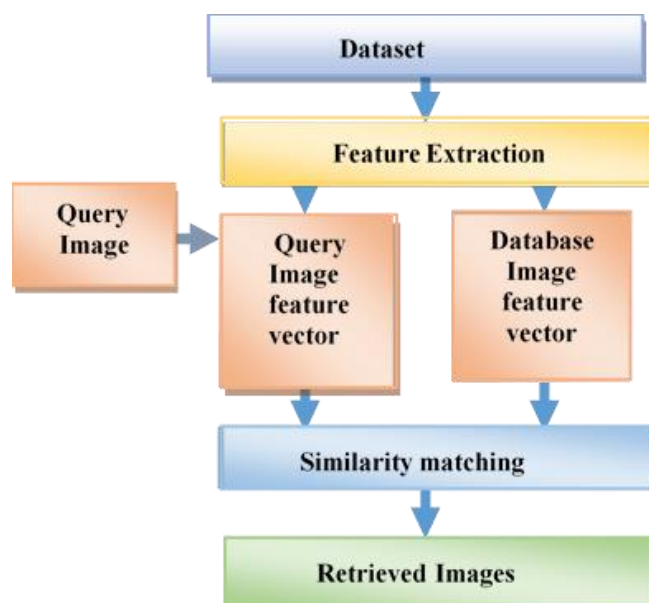 Dataset
Feature Extraction
Query
Image
Query
Image
feature
vector
Database
Image
feature
vector
Similarity matching
Retrieved Images